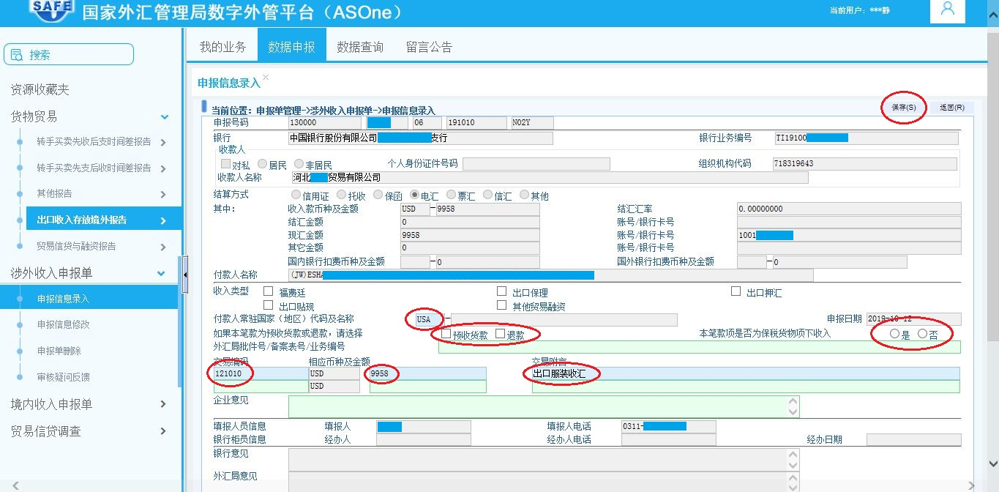 SAFE 国家外汇管理局数字外管平台（ASOne） 当前用户：***静
我的业务 数据申报 数据查询 留言公告
搜索
资源收藏夹
货物贸易
转手买卖先收后支时间差报告
转手买卖先支后收时间差报告
其他报告
出口收入存放境外报告
贸易信贷与融资报告
涉外收入申报单
申报信息录入
申报信息修改
申报单删除
审核疑问反馈
境内收入申报单
贸易信贷调查
申报信息录入
当前位置：申报单管理->涉外收入申报单->申报信息录入 保存(S) 返回(R)
申报号码 130000 06 191010 N02Y
银行 中国银行股份有限公司 支行 银行业务编号 TI19100
收款人
对私 居民 非居民 个人身份证件号码 组织机构代码 718319643
收款人名称 河北 贸易有限公司
结算方式 信用证 托收 保函 电汇 票汇 信汇 其他
其中： 收入款币种及金额 USD -9958 结汇汇率 0.00000000
结汇金额 0 账号/银行卡号
现汇金额 9958 账号/银行卡号 1001
其它金额 0 账号/银行卡号
国内银行扣费币种及金额 -0 国外银行扣费币种及金额 -0
付款人名称 (JW)ESHA
收入类型 福费廷 出口保理 出口押汇
出口贴现 其他贸易融资
付款人常驻国家（地区）代码及名称 USA - 申报日期 2019-10-12
如果本笔款为预收货款或退款，请选择 预收货款 退款 本笔款项是否为保税货物项下收入 是 否
外汇局批件号/备案表号/业务编号
交易编码 相应币种及金额 交易附言
121010 USD 9958 出口服装收汇
USD
企业意见
填报人员信息 填报人 填报人电话 0311-
银行柜员信息 经办人 经办人电话 经办日期
银行意见
外汇局意见